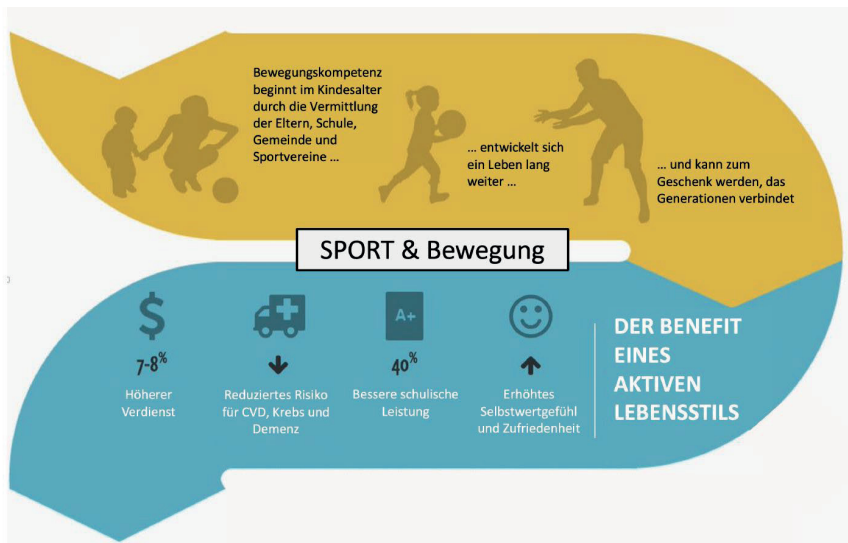 Bewegungskompetenz
beginnt im Kindesalter
durch die Vermittlung
der Eltern, Schule,
Gemeinde und
Sportvereine ...
... entwickelt sich
ein Leben lang
weiter ...
... und kann zum
Geschenk werden, das
Generationen verbindet
SPORT & Bewegung
$
7-8%
Höherer
Verdienst
Reduziertes Risiko
für CVD, Krebs und
Demenz
A+
40%
Bessere schulische
Leistung
Erhöhtes
Selbstwertgefühl
und Zufriedenheit
DER BENEFIT
EINES
AKTIVEN
LEBENSSTILS